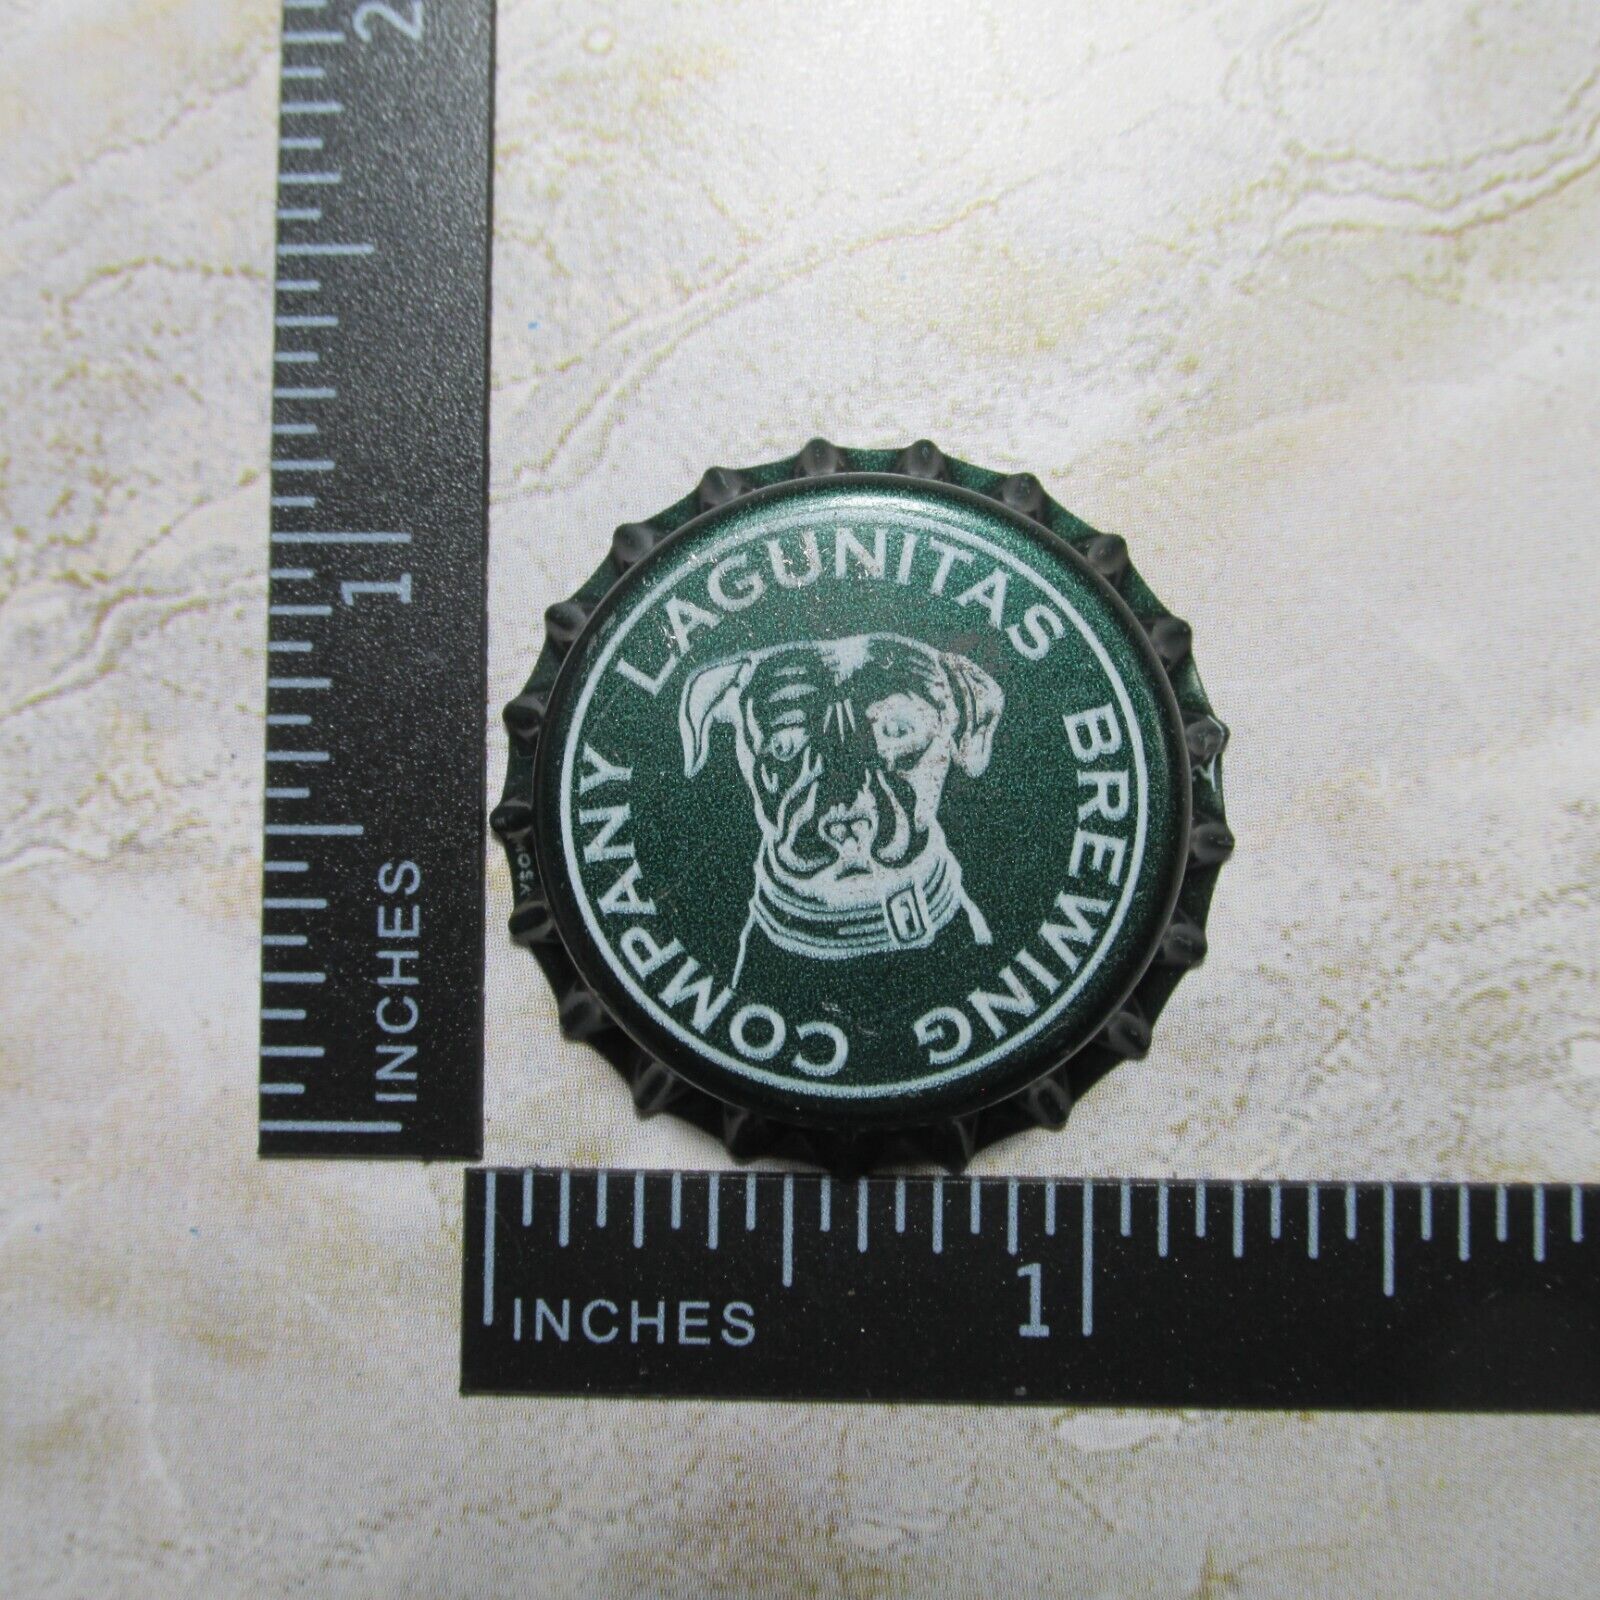 LAGUNITAS BREWING COMPANY
2
1
INCHES
INCHES
1